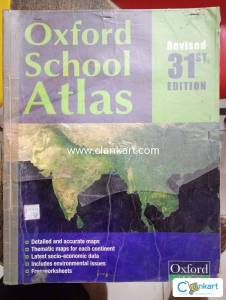 Oxford
School
Atlas
Revised
31ST
EDITION
www.clankart.com
Detailed and accurate maps
Thematic maps for each continent
Latest socio-economic data
Includes environmental issues
Free worksheets
Oxford
Clankart